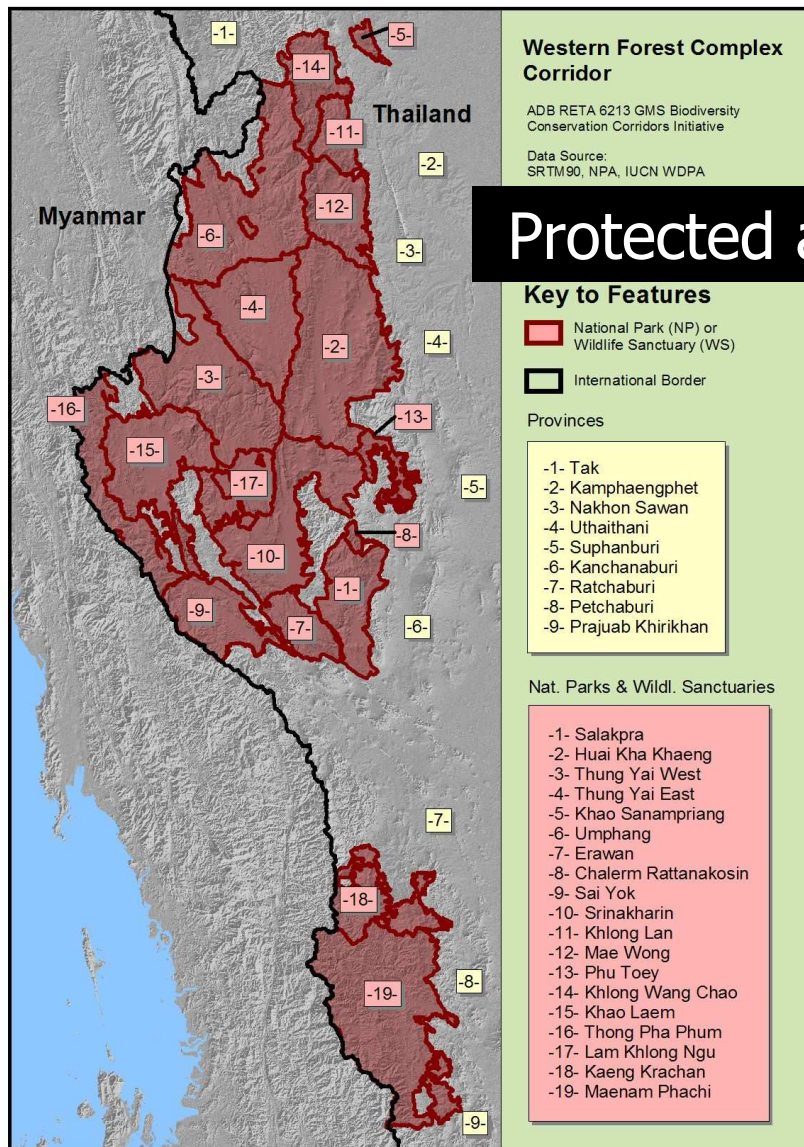 Western Forest Complex
Corridor
ADB RETA 6213 GMS Biodiversity
Conservation Corridors Initiative
Data Source:
SRTM90, NPA, IUCN WDPA
Protected
Key to Features
National Park (NP) or
Wildlife Sanctuary (WS)
International Border
Provinces
-1- Tak
-2- Kamphaengphet
-3- Nakhon Sawan
-4- Uthaithani
-5- Suphanburi
-6- Kanchanaburi
-7- Ratchaburi
-8- Petchaburi
-9- Prajuab Khirikhan
Nat. Parks & Wildl. Sanctuaries
-1- Salakpra
-2- Huai Kha Khaeng
-3- Thung Yai West
-4- Thung Yai East
-5- Khao Sanampriang
-6- Umphang
-7- Erawan
-8- Chalerm Rattanakosin
-9- Sai Yok
-10- Srinakharin
-11- Khlong Lan
-12- Mae Wong
-13- Phu Toey
-14- Khlong Wang Chao
-15- Khao Laem
-16- Thong Pha Phum
-17- Lam Khlong Ngu
-18- Kaeng Krachan
-19- Maenam Phachi
-1-
-5-
-14-
Thailand
-11-
-2-
-12-
Myanmar
-6-
-3-
-4-
-4-
-2-
-3-
-16-
-13-
-15-
-17-
-5-
-8-
-10-
-1-
-9-
-7-
-6-
-7-
-18-
-8-
-19-
-9-